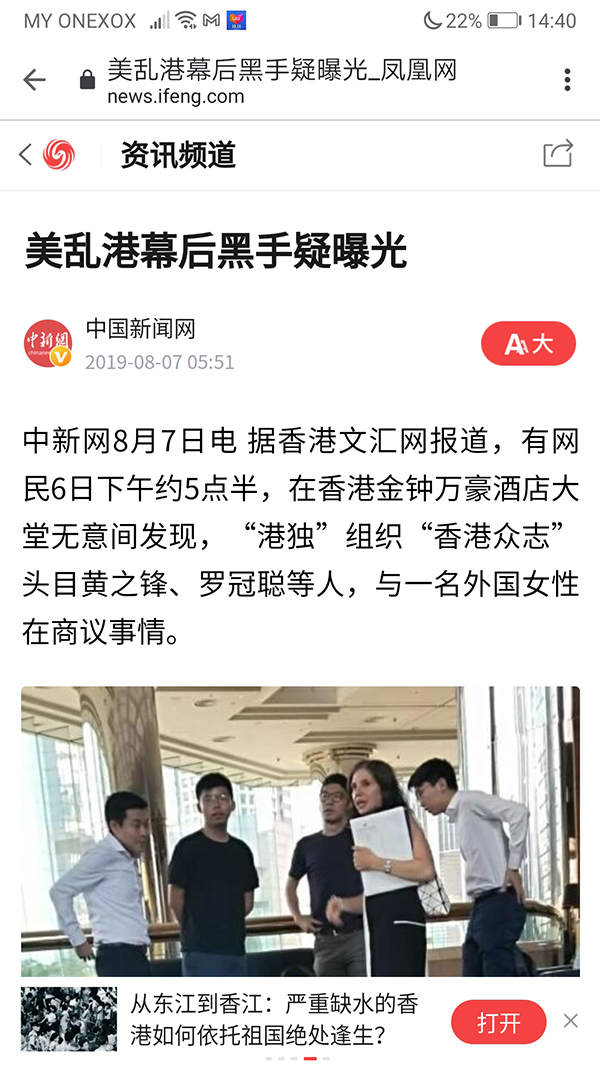 MY ONEXOX 22% 14:40
美乱港幕后黑手疑曝光_凤凰网
news.ifeng.com
资讯频道
美乱港幕后黑手疑曝光
中新網
中国新闻网
2019-08-07 05:51
大
中新网8月7日电 据香港文汇网报道，有网
民6日下午约5点半，在香港金钟万豪酒店大
堂无意间发现，“港独”组织“香港众志”
头目黄之锋、罗冠聪等人，与一名外国女性
在商议事情。
从东江到香江：严重缺水的香
港如何依托祖国绝处逢生？
打开